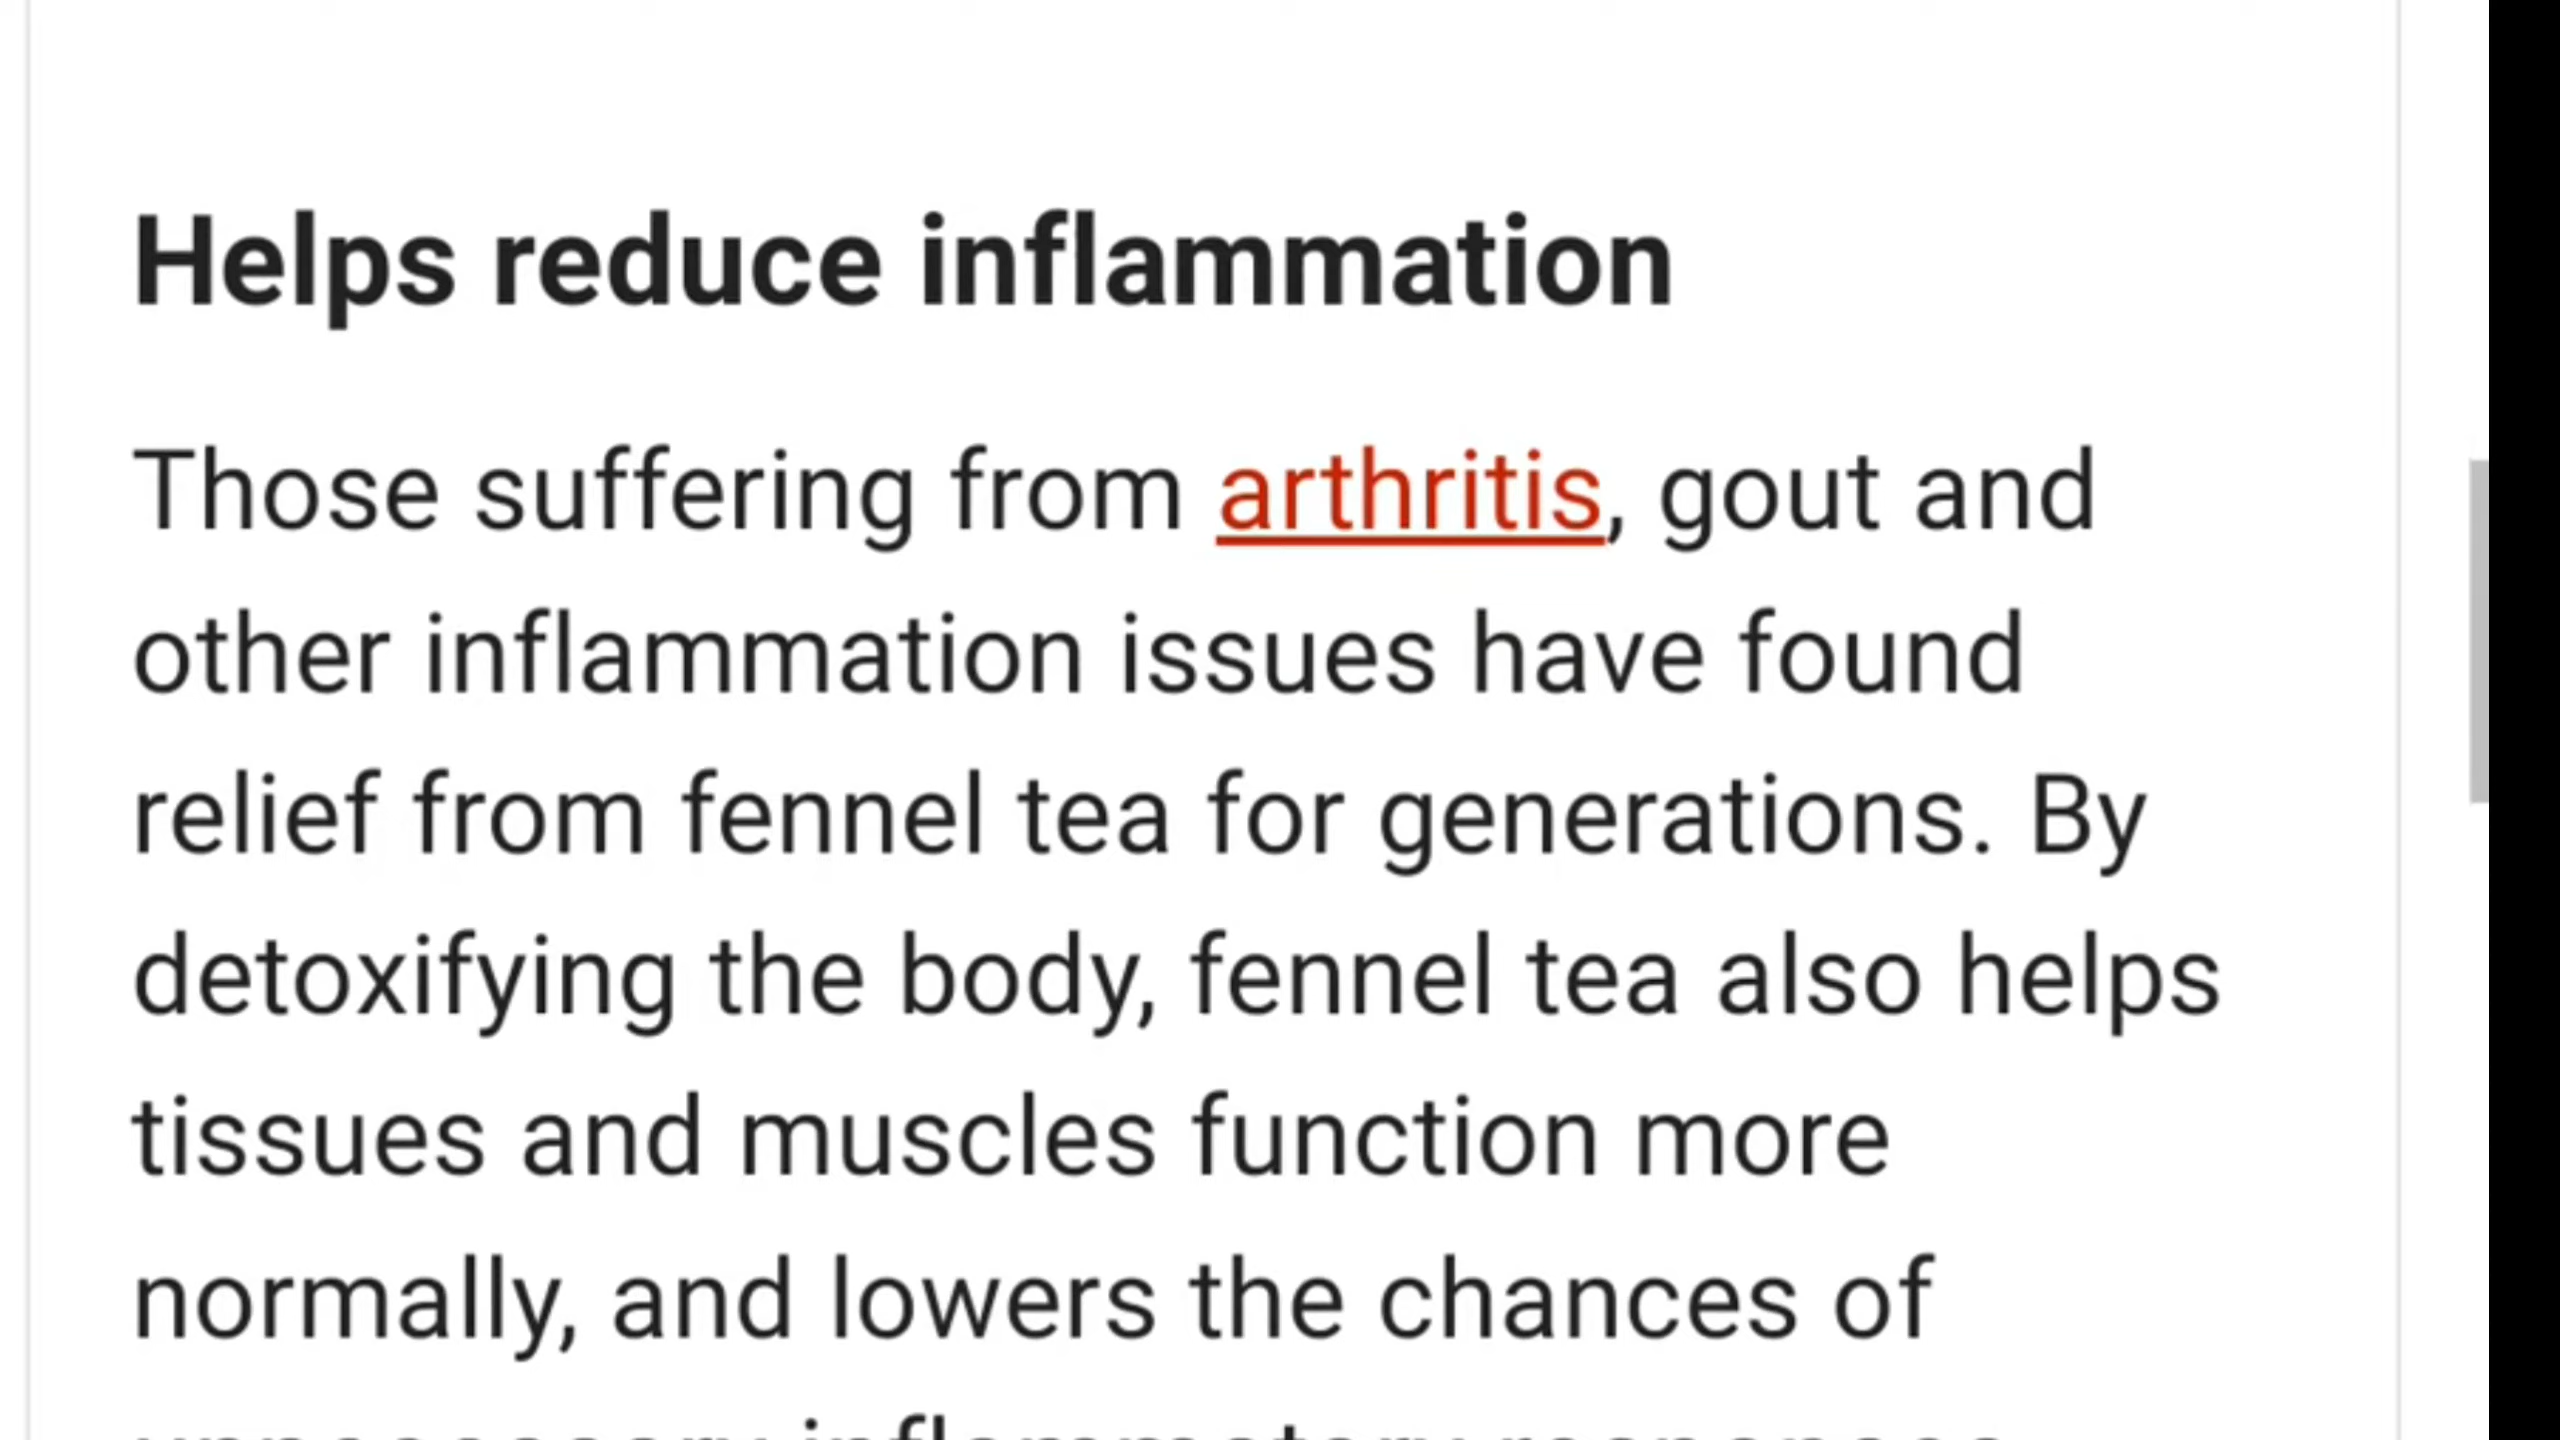 Helps reduce inflammation
Those suffering from arthritis, gout and
other inflammation issues have found
relief from fennel tea for generations. By
detoxifying the body, fennel tea also helps
tissues and muscles function more
normally, and lowers the chances of